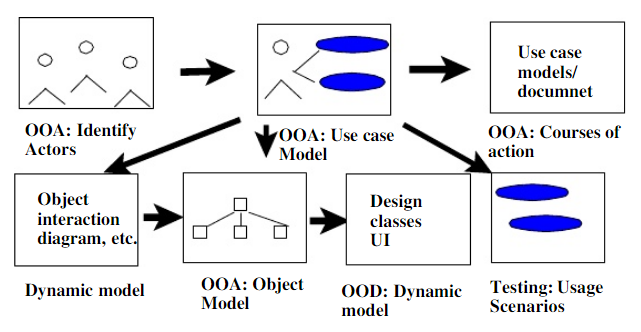 Use case
models/
documnet
OOA: Identify
Actors
OOA: Use case
Model
OOA: Courses of
action
Object
interaction
diagram, etc.
Design
classes
UI
Dynamic model
OOA: Object
Model
OOD: Dynamic
model
Testing: Usage
Scenarios